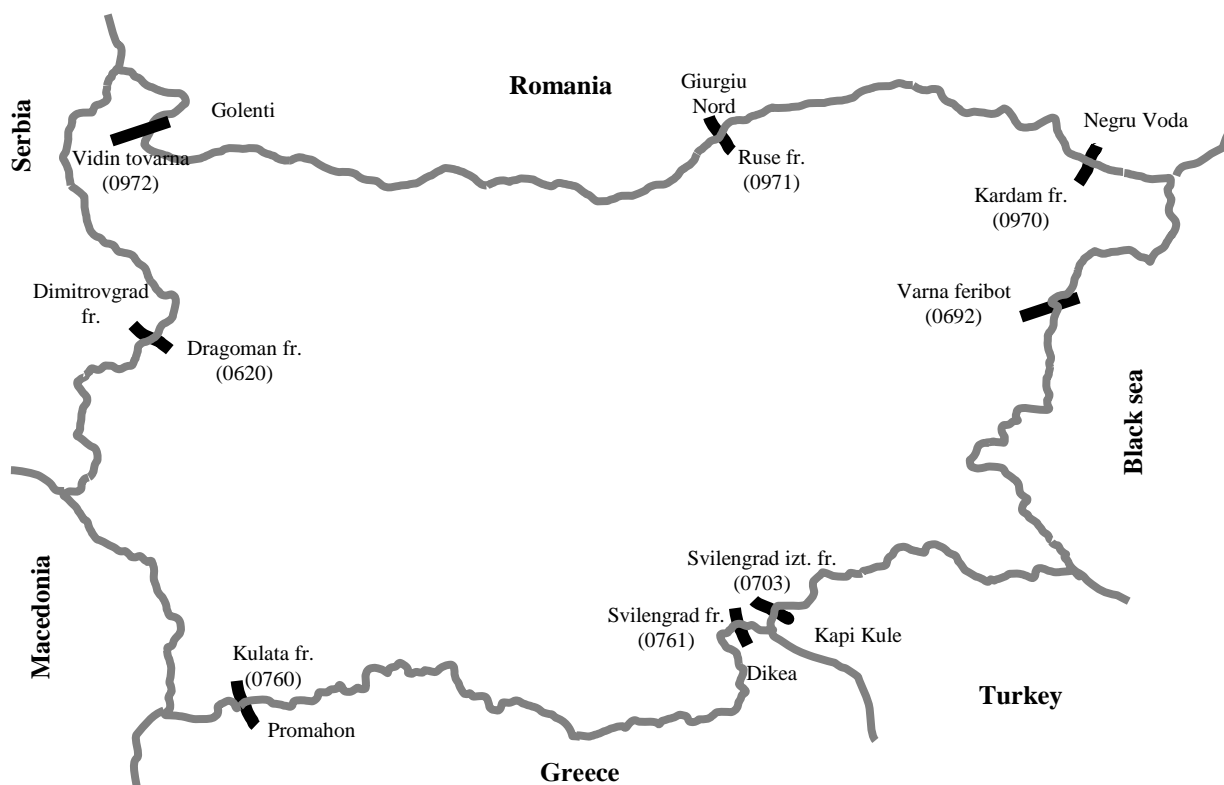 Romania
Giurgiu
Nord
Golenti
Negru Voda
Serbia
Vidin tovarna
(0972)
Ruse fr.
(0971)
Kardam fr.
(0970)
Dimitrovgrad
fr.
Varna feribot
(0692)
Dragoman fr.
(0620)
Black sea
Svilengrad izt. fr.
(0703)
Macedonia
Svilengrad fr.
(0761)
Kapi Kule
Kulata fr.
(0760)
Dikea
Turkey
Promahon
Greece